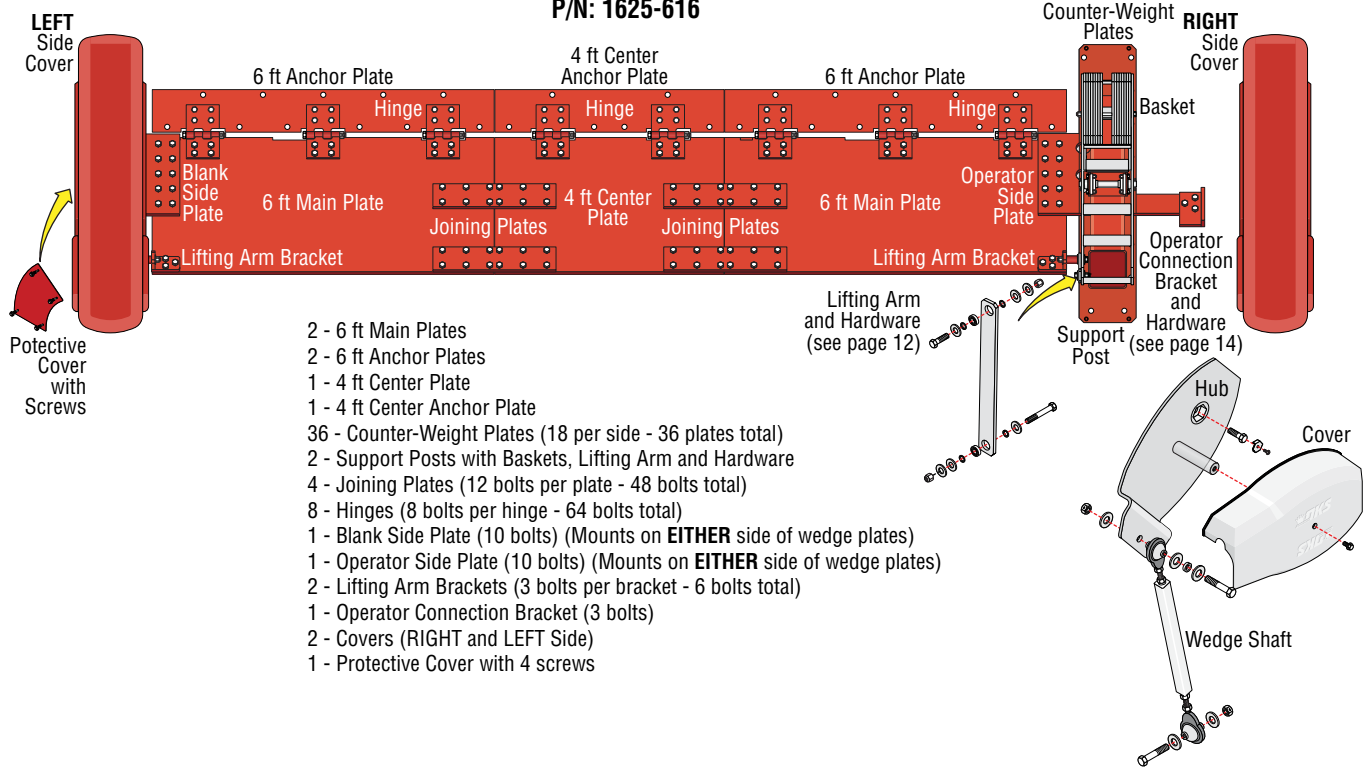 P/N: 1625-616
LEFT
Side
Cover
6 ft Anchor Plate
4 ft Center
Anchor Plate
6 ft Anchor Plate
Counter-Weight
Plates
RIGHT
Side
Cover
Hinge
Hinge
Hinge
Basket
Blank
Side
Plate
6 ft Main Plate
4 ft Center
Plate
6 ft Main Plate
Operator
Side
Plate
Joining Plates
Joining Plates
Lifting Arm Bracket
Lifting Arm Bracket
Operator
Connection
Bracket
and
Hardware
(see page 14)
Lifting Arm
and Hardware
(see page 12)
Support
Post
Potective
Cover
with
Screws
2 - 6 ft Main Plates
2 - 6 ft Anchor Plates
1 - 4 ft Center Plate
1 - 4 ft Center Anchor Plate
36 - Counter-Weight Plates (18 per side - 36 plates total)
2 - Support Posts with Baskets, Lifting Arm and Hardware
4 - Joining Plates (12 bolts per plate - 48 bolts total)
8 - Hinges (8 bolts per hinge - 64 bolts total)
1 - Blank Side Plate (10 bolts) (Mounts on EITHER side of wedge plates)
1 - Operator Side Plate (10 bolts) (Mounts on EITHER side of wedge plates)
2 - Lifting Arm Brackets (3 bolts per bracket - 6 bolts total)
1 - Operator Connection Bracket (3 bolts)
2 - Covers (RIGHT and LEFT Side)
1 - Protective Cover with 4 screws
Hub
Cover
Wedge Shaft